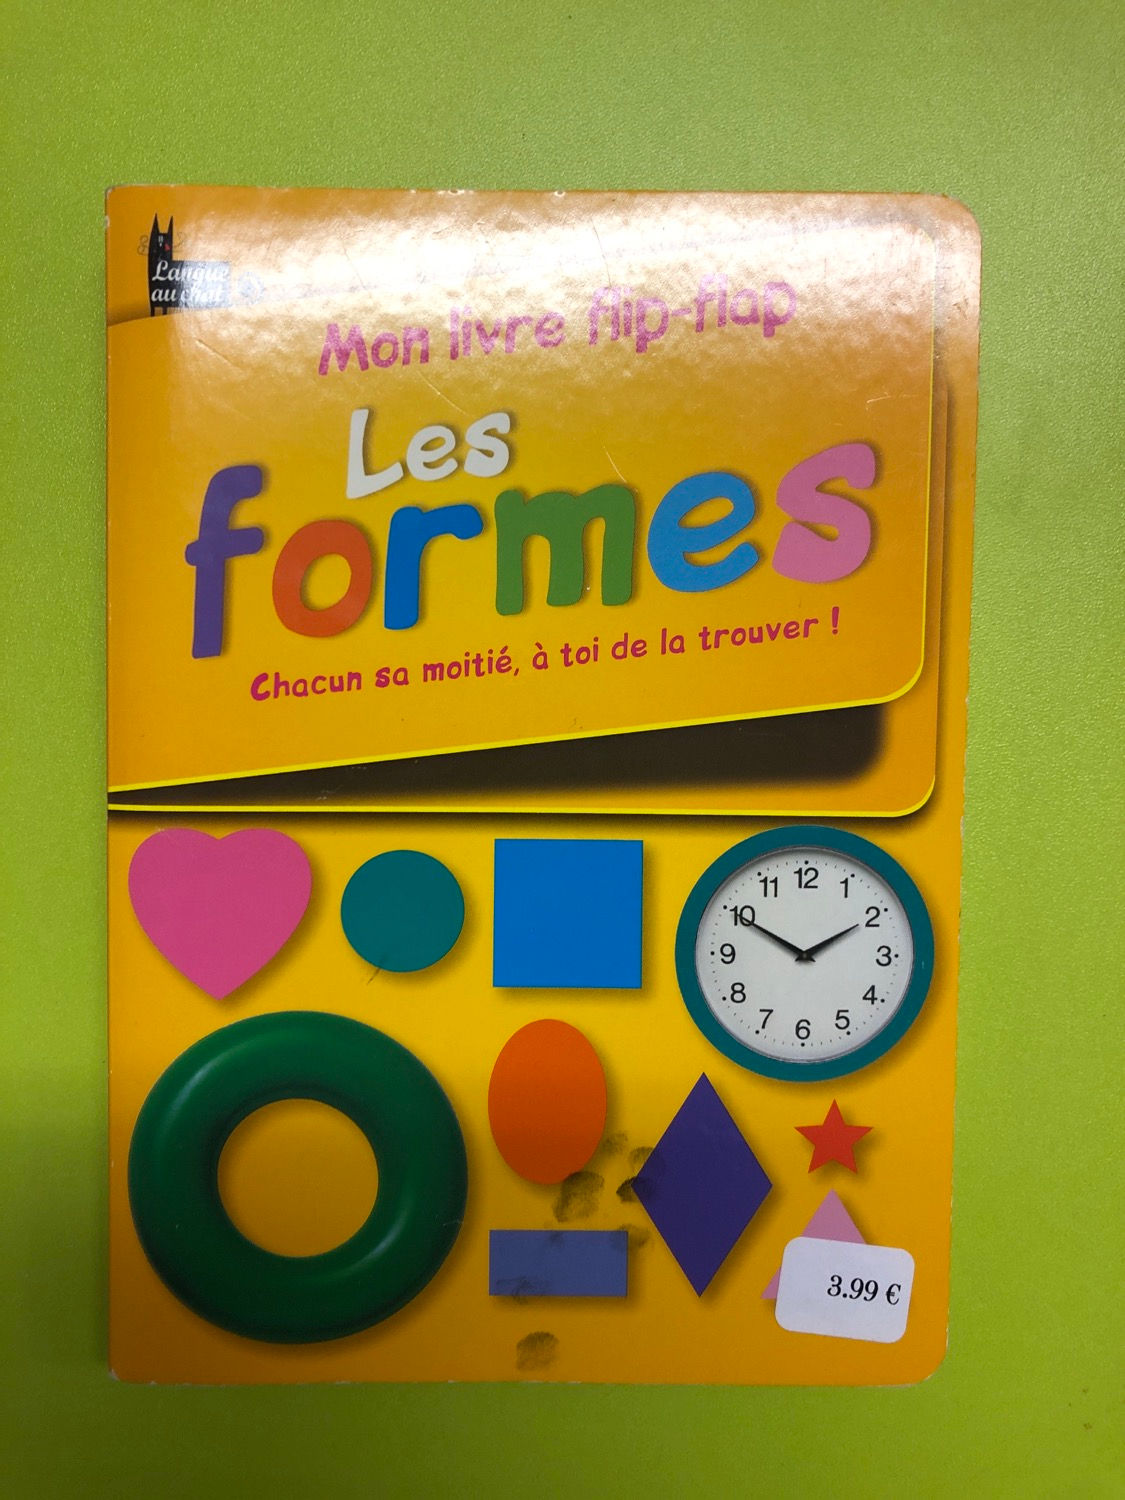 Langue
au chat
Mon livre flip-flap
Les
formes
Chacun sa moitié, à toi de la trouver !
11 12 1
10 2
9 3
8 4
7 6 5
3.99 €